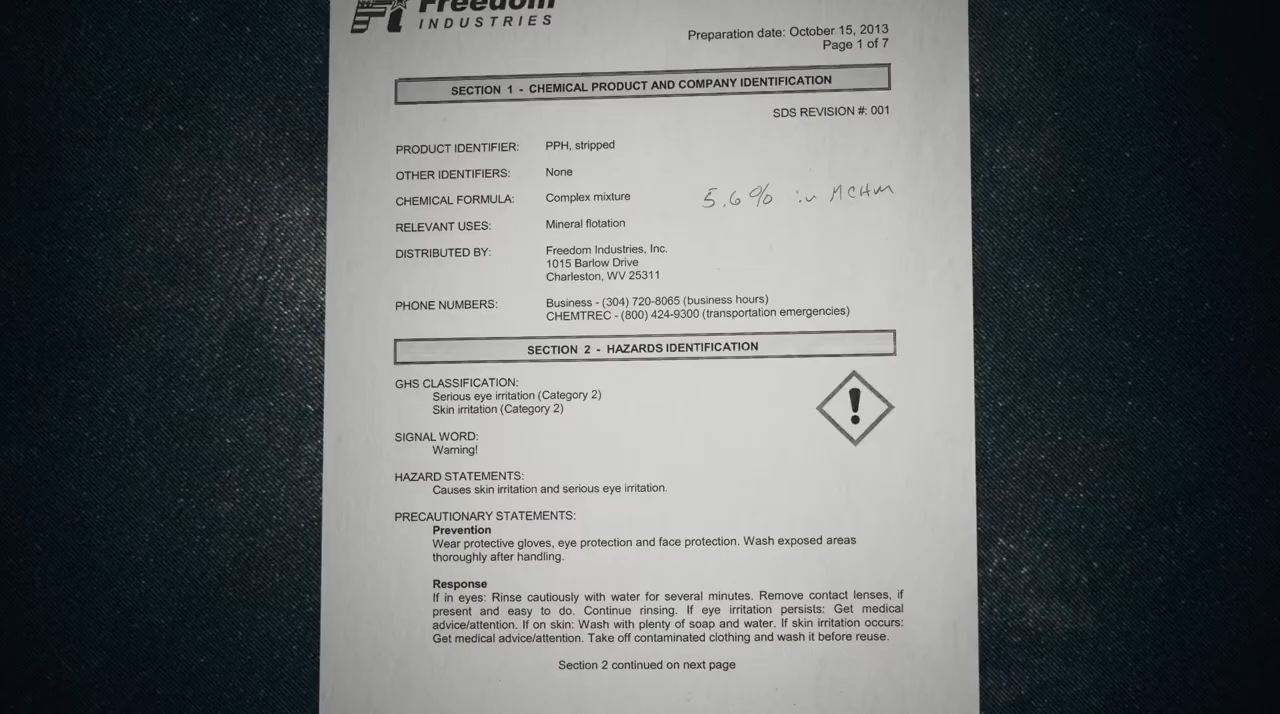 Freedom
INDUSTRIES
Preparation date: October 15, 2013
Page 1 of 7
SECTION 1 - CHEMICAL PRODUCT AND COMPANY IDENTIFICATION
SDS REVISION #: 001
PRODUCT IDENTIFIER: PPH, stripped
OTHER IDENTIFIERS: None
CHEMICAL FORMULA: Complex mixture 5.6% in MCHM
RELEVANT USES: Mineral flotation
DISTRIBUTED BY: Freedom Industries, Inc.
1015 Barlow Drive
Charleston, WV 25311
PHONE NUMBERS: Business - (304) 720-8065 (business hours)
CHEMTREC - (800) 424-9300 (transportation emergencies)
SECTION 2 - HAZARDS IDENTIFICATION
GHS CLASSIFICATION:
Serious eye irritation (Category 2)
Skin irritation (Category 2)
SIGNAL WORD:
Warning!
HAZARD STATEMENTS:
Causes skin irritation and serious eye irritation.
PRECAUTIONARY STATEMENTS:
Prevention
Wear protective gloves, eye protection and face protection. Wash exposed areas
thoroughly after handling.
Response
If in eyes: Rinse cautiously with water for several minutes. Remove contact lenses, if
present and easy to do. Continue rinsing. If eye irritation persists: Get medical
advice/attention. If on skin: Wash with plenty of soap and water. If skin irritation occurs:
Get medical advice/attention. Take off contaminated clothing and wash it before reuse.
Section 2 continued on next page